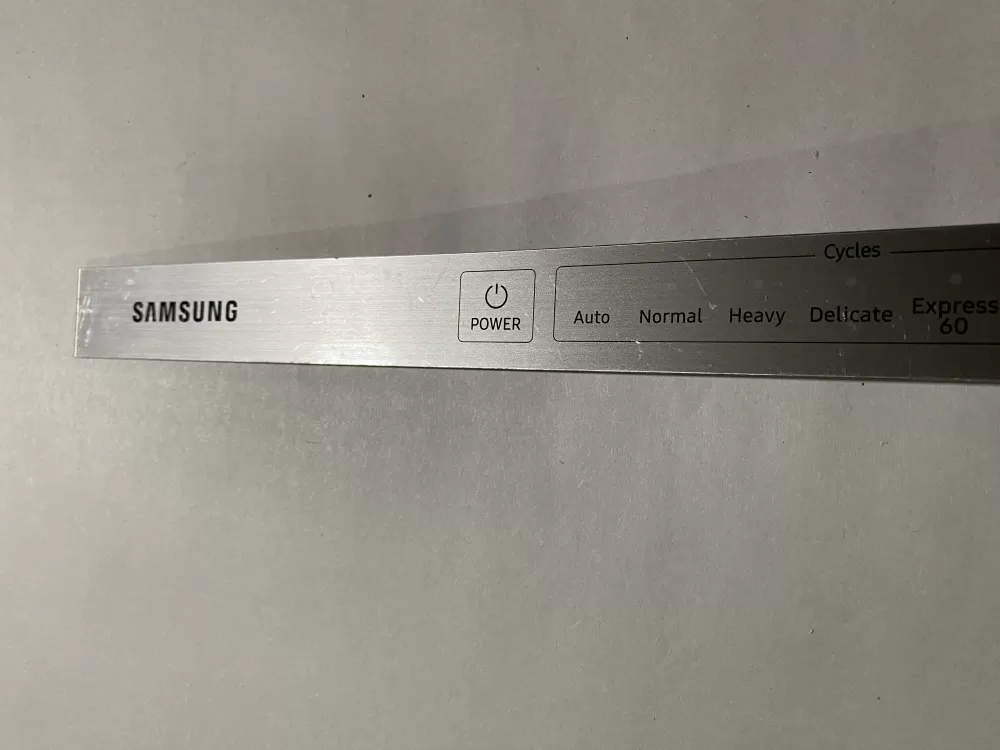 SAMSUNG
POWER
Cycles
Auto Normal Heavy Delicate Express
60